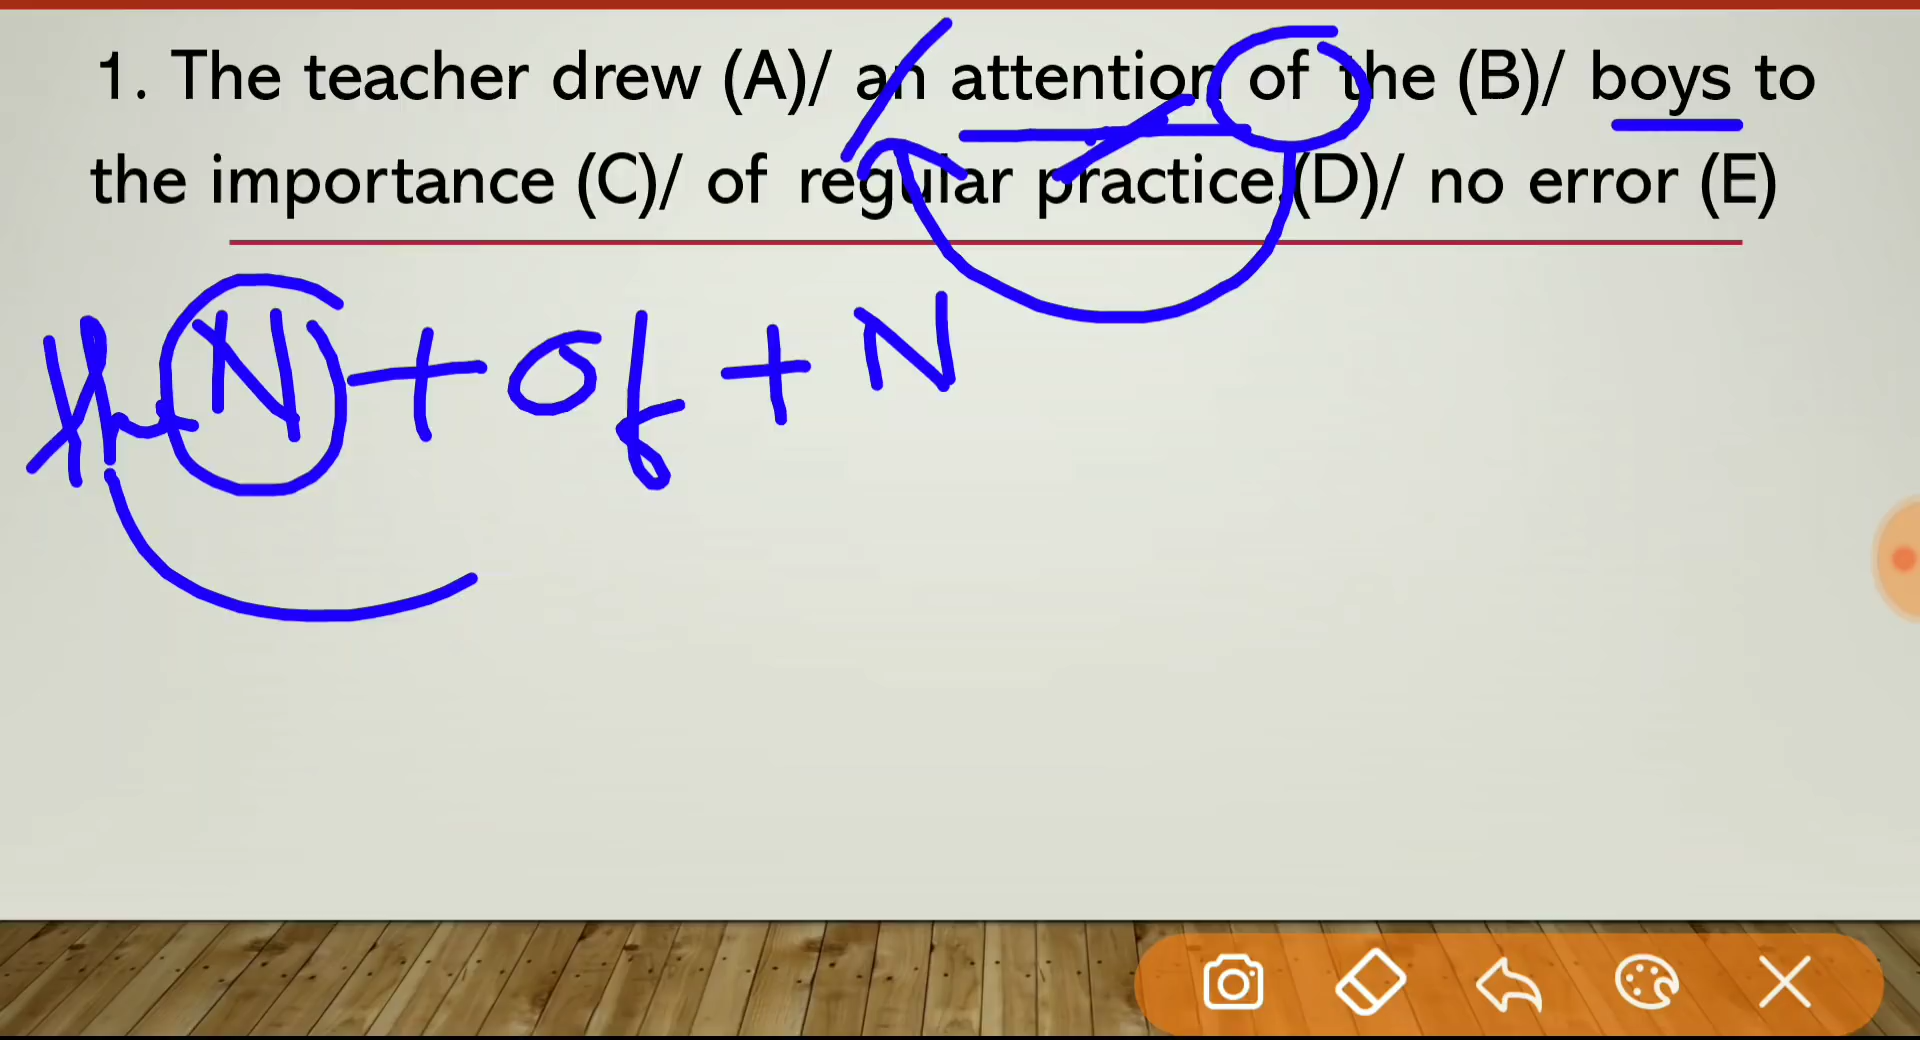 1. The teacher drew (A)/ an attention of the (B)/ boys to
the importance (C)/ of regular practice.(D)/ no error (E)
the N + of + N